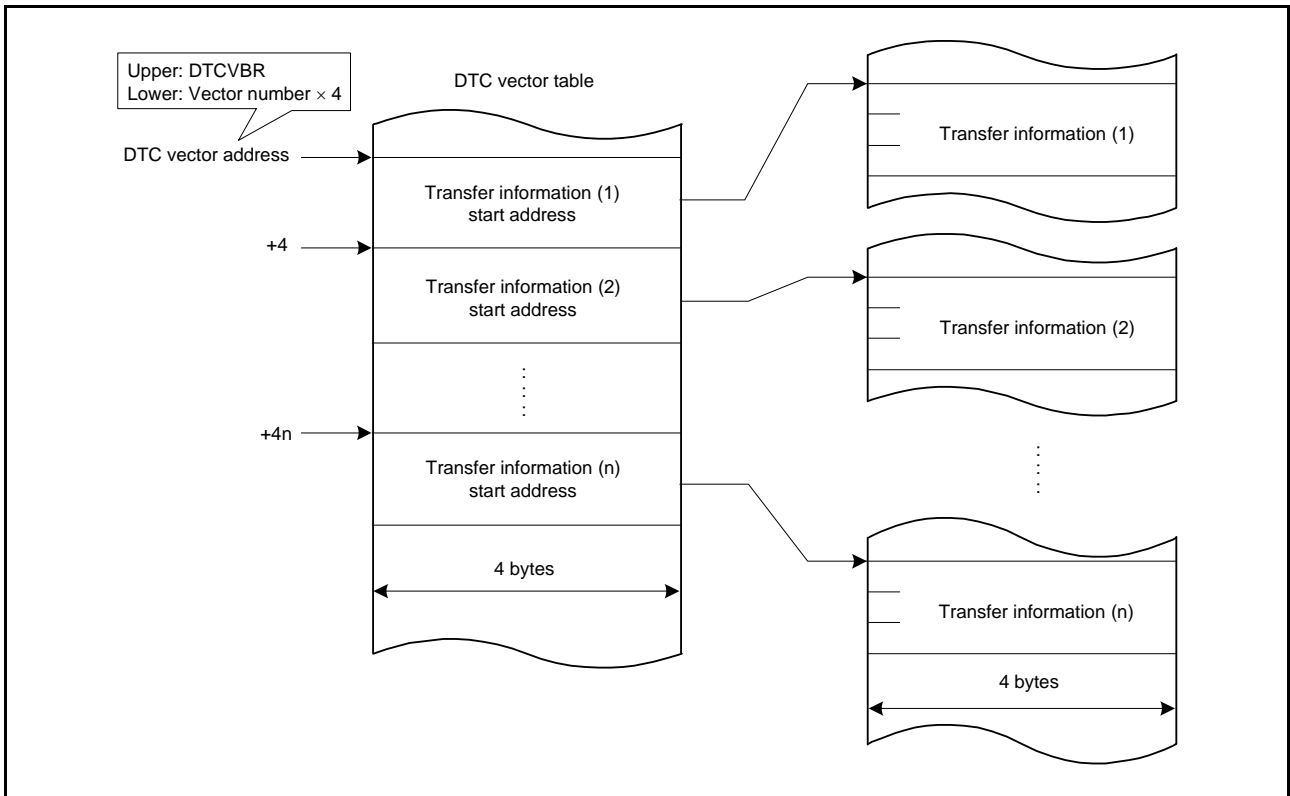 Upper: DTCVBR
Lower: Vector number × 4
DTC vector table
DTC vector address
Transfer information (1)
start address
+4
Transfer information (2)
start address
+4n
Transfer information (n)
start address
4 bytes
Transfer information (1)
Transfer information (2)
Transfer information (n)
4 bytes